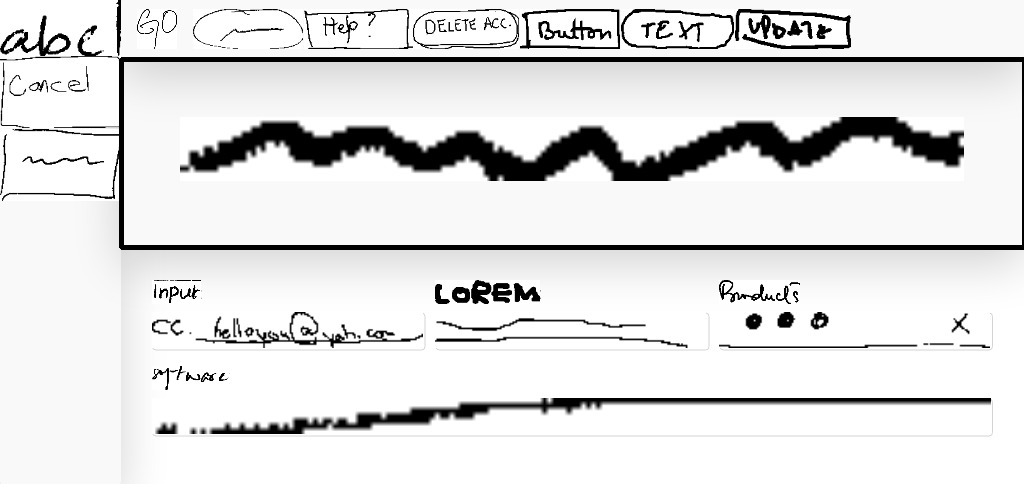 abc
GO
Help?
DELETE ACC.
Button
TEXT
UPDATE
Cancel
Input
LOREM
Products
CC. helloyou@yah.com
software